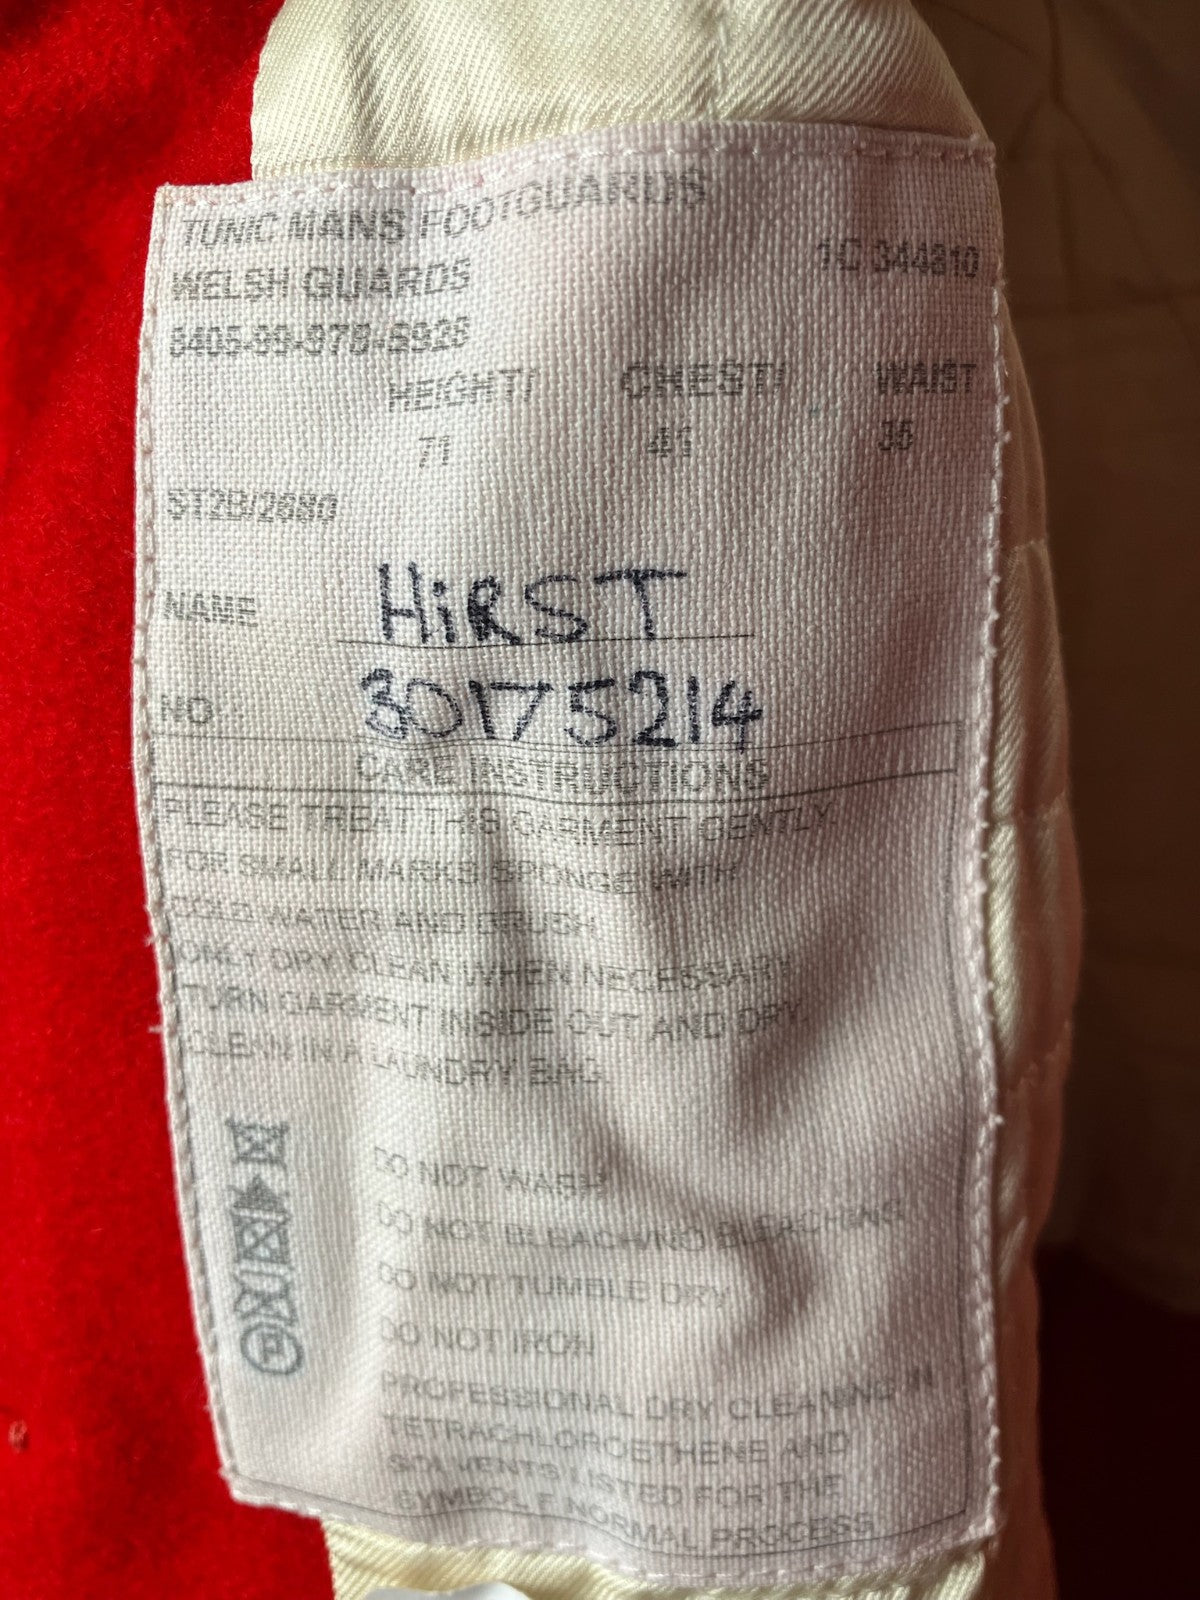 TUNIC MANS FOOTGUARDS
WELSH GUARDS 1C 344810
8405-99-978-5928
HEIGHT/ CHEST/ WAIST
71 41 35
ST2B/2680
NAME HiRST
NO 30175214
CARE INSTRUCTIONS
PLEASE TREAT THIS GARMENT GENTLY.
FOR SMALL MARKS SPONGE WITH
COLD WATER AND BRUSH.
ONLY DRY CLEAN WHEN NECESSARY.
TURN GARMENT INSIDE OUT AND DRY
CLEAN IN A LAUNDRY BAG.
DO NOT WASH
DO NOT BLEACH/NO BLEACHING
DO NOT TUMBLE DRY
DO NOT IRON
PROFESSIONAL DRY CLEANING IN
TETRACHLOROETHENE AND
SOLVENTS LISTED FOR THE
SYMBOL F NORMAL PROCESS
P